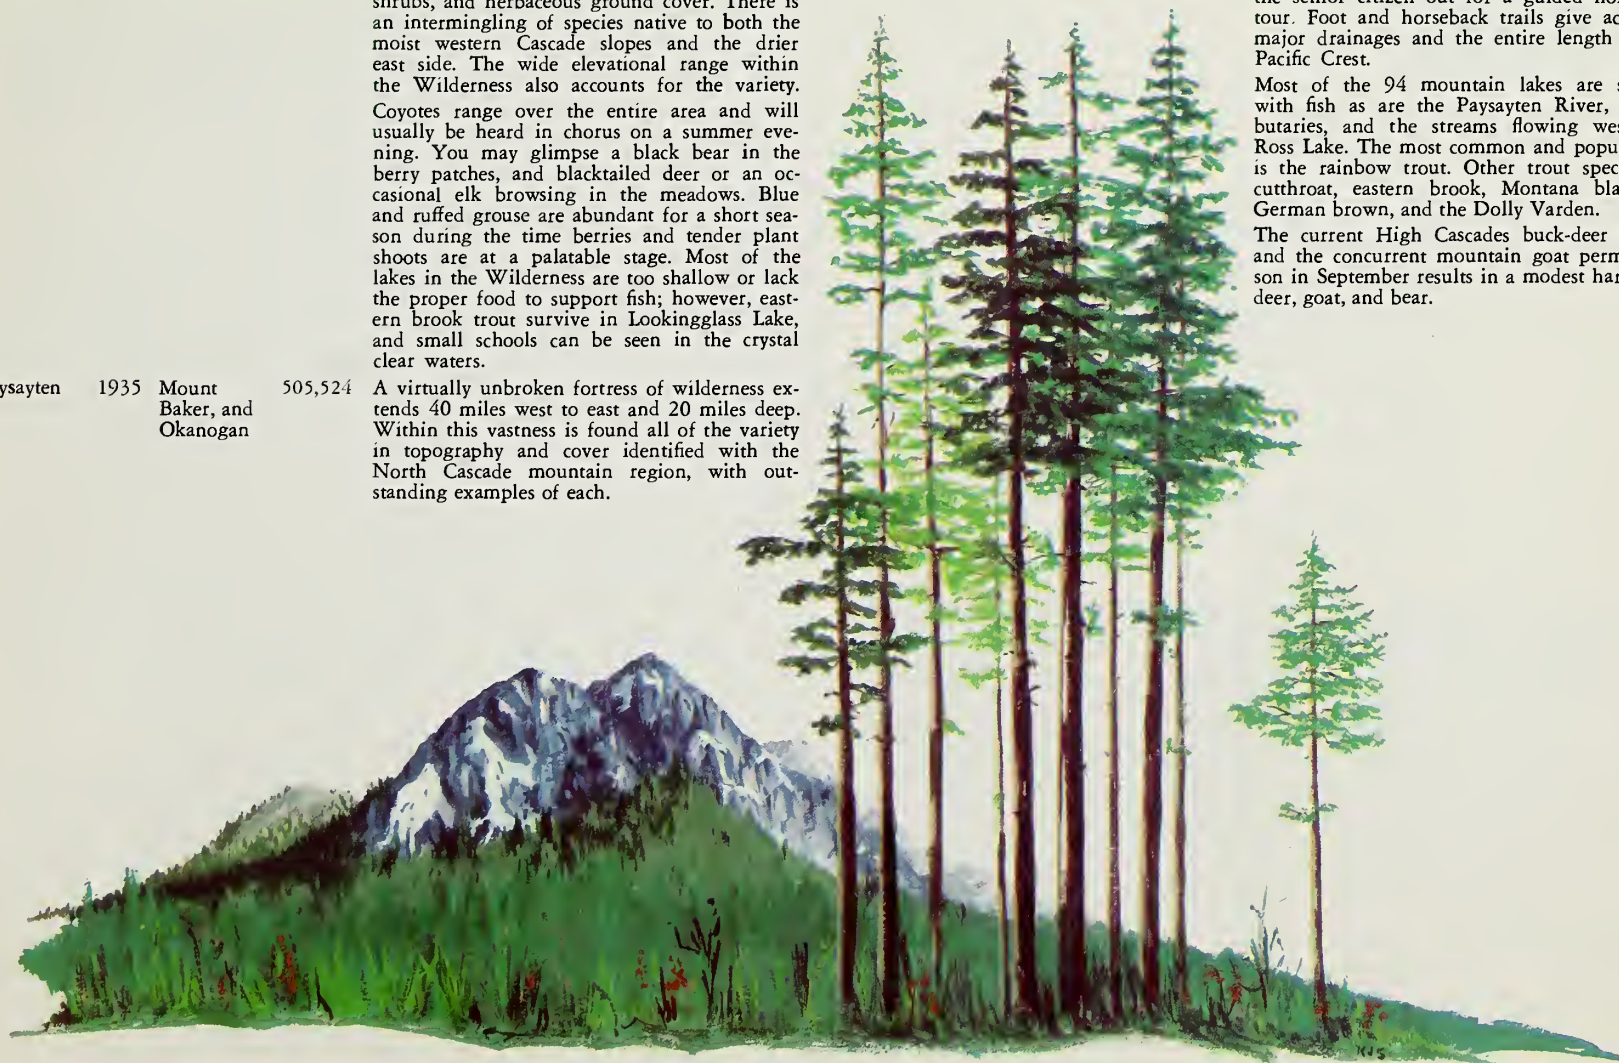 shrubs, and herbaceous ground cover. There is
an intermingling of species native to both the
moist western Cascade slopes and the drier
east side. The wide elevational range within
the Wilderness also accounts for the variety.
Coyotes range over the entire area and will
usually be heard in chorus on a summer eve-
ning. You may glimpse a black bear in the
berry patches, and blacktailed deer or an oc-
casional elk browsing in the meadows. Blue
and ruffed grouse are abundant for a short sea-
son during the time berries and tender plant
shoots are at a palatable stage. Most of the
lakes in the Wilderness are too shallow or lack
the proper food to support fish; however, east-
ern brook trout survive in Lookingglass Lake,
and small schools can be seen in the crystal
clear waters.
ysayten 1935 Mount 505,524 A virtually unbroken fortress of wilderness ex-
Baker, and tends 40 miles west to east and 20 miles deep.
Okanogan Within this vastness is found all of the variety
in topography and cover identified with the
North Cascade mountain region, with out-
standing examples of each.
the senior citizen out for a guided
tour. Foot and horseback trails give
major drainages and the entire length
Pacific Crest.
Most of the 94 mountain lakes are
with fish as are the Paysayten River,
butaries, and the streams flowing
Ross Lake. The most common and
is the rainbow trout. Other trout
cutthroat, eastern brook, Montana
German brown, and the Dolly Varden.
The current High Cascades buck-deer
and the concurrent mountain goat
son in September results in a modest
deer, goat, and bear.
KJS